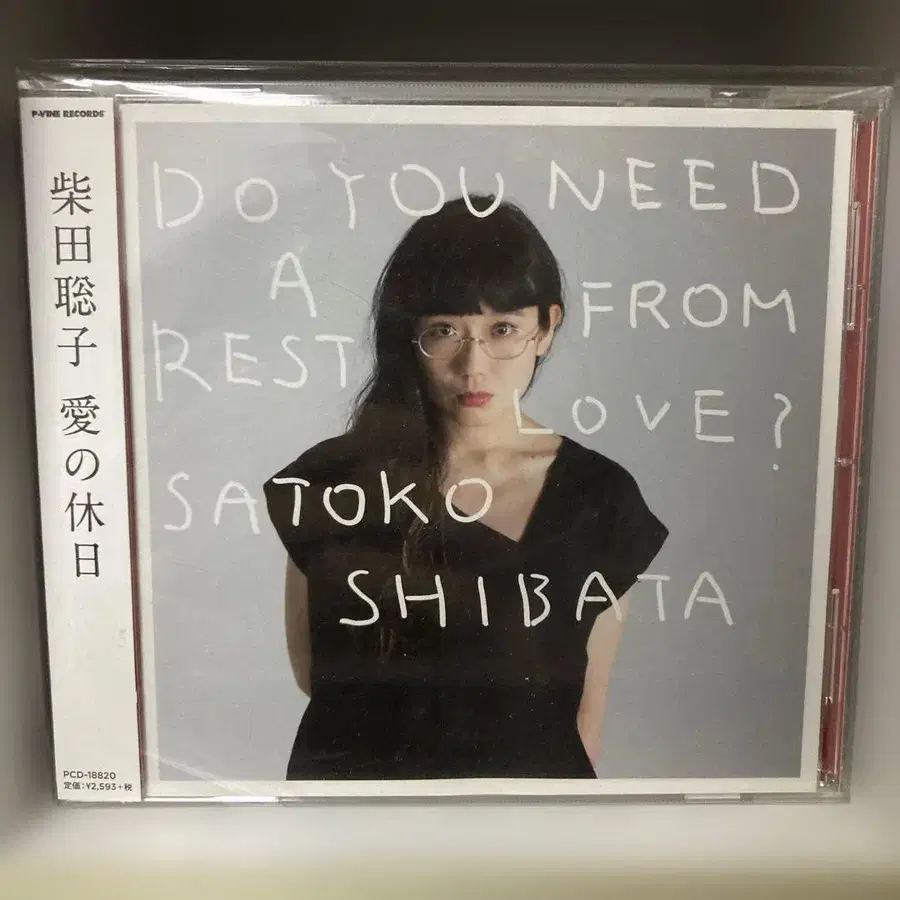 P-VINE RECORDS
柴田聡子 愛の休日
PCD-18820
定価:¥2,593+税
DO YOU NEED
A
REST
FROM
LOVE?
SATOKO
SHIBATA